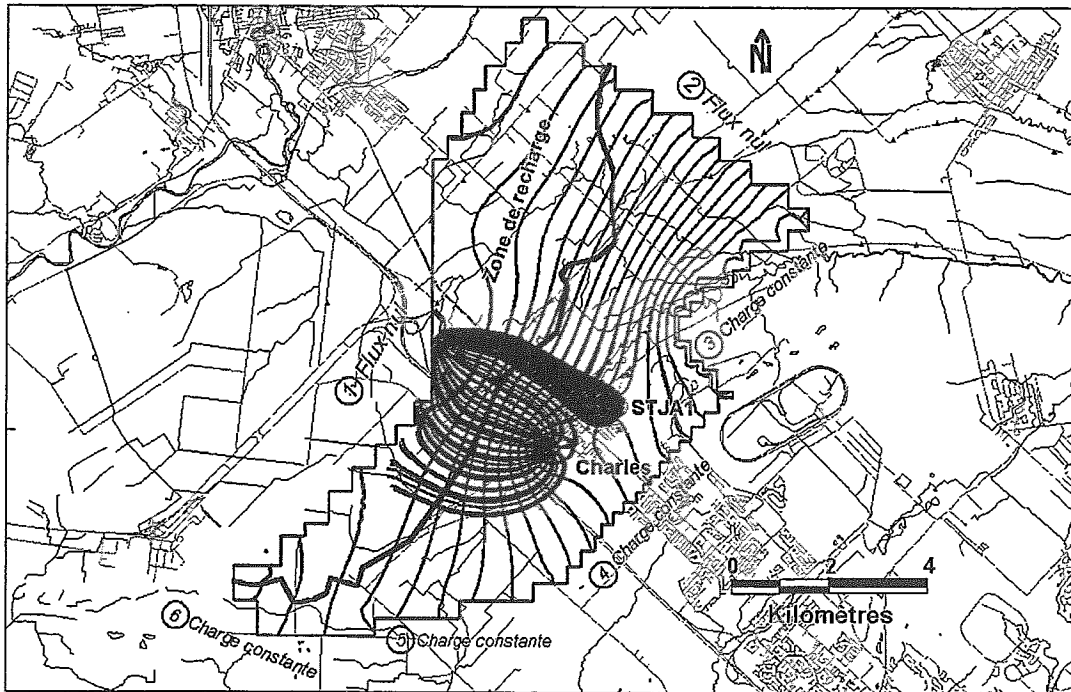 N
② Flux nul
Zone de recharge
① Flux nul
③ Charge constante
STJA1
Charles
④ Charge constante
0 2 4
Kilomètres
⑥ Charge constante
⑤ Charge constante